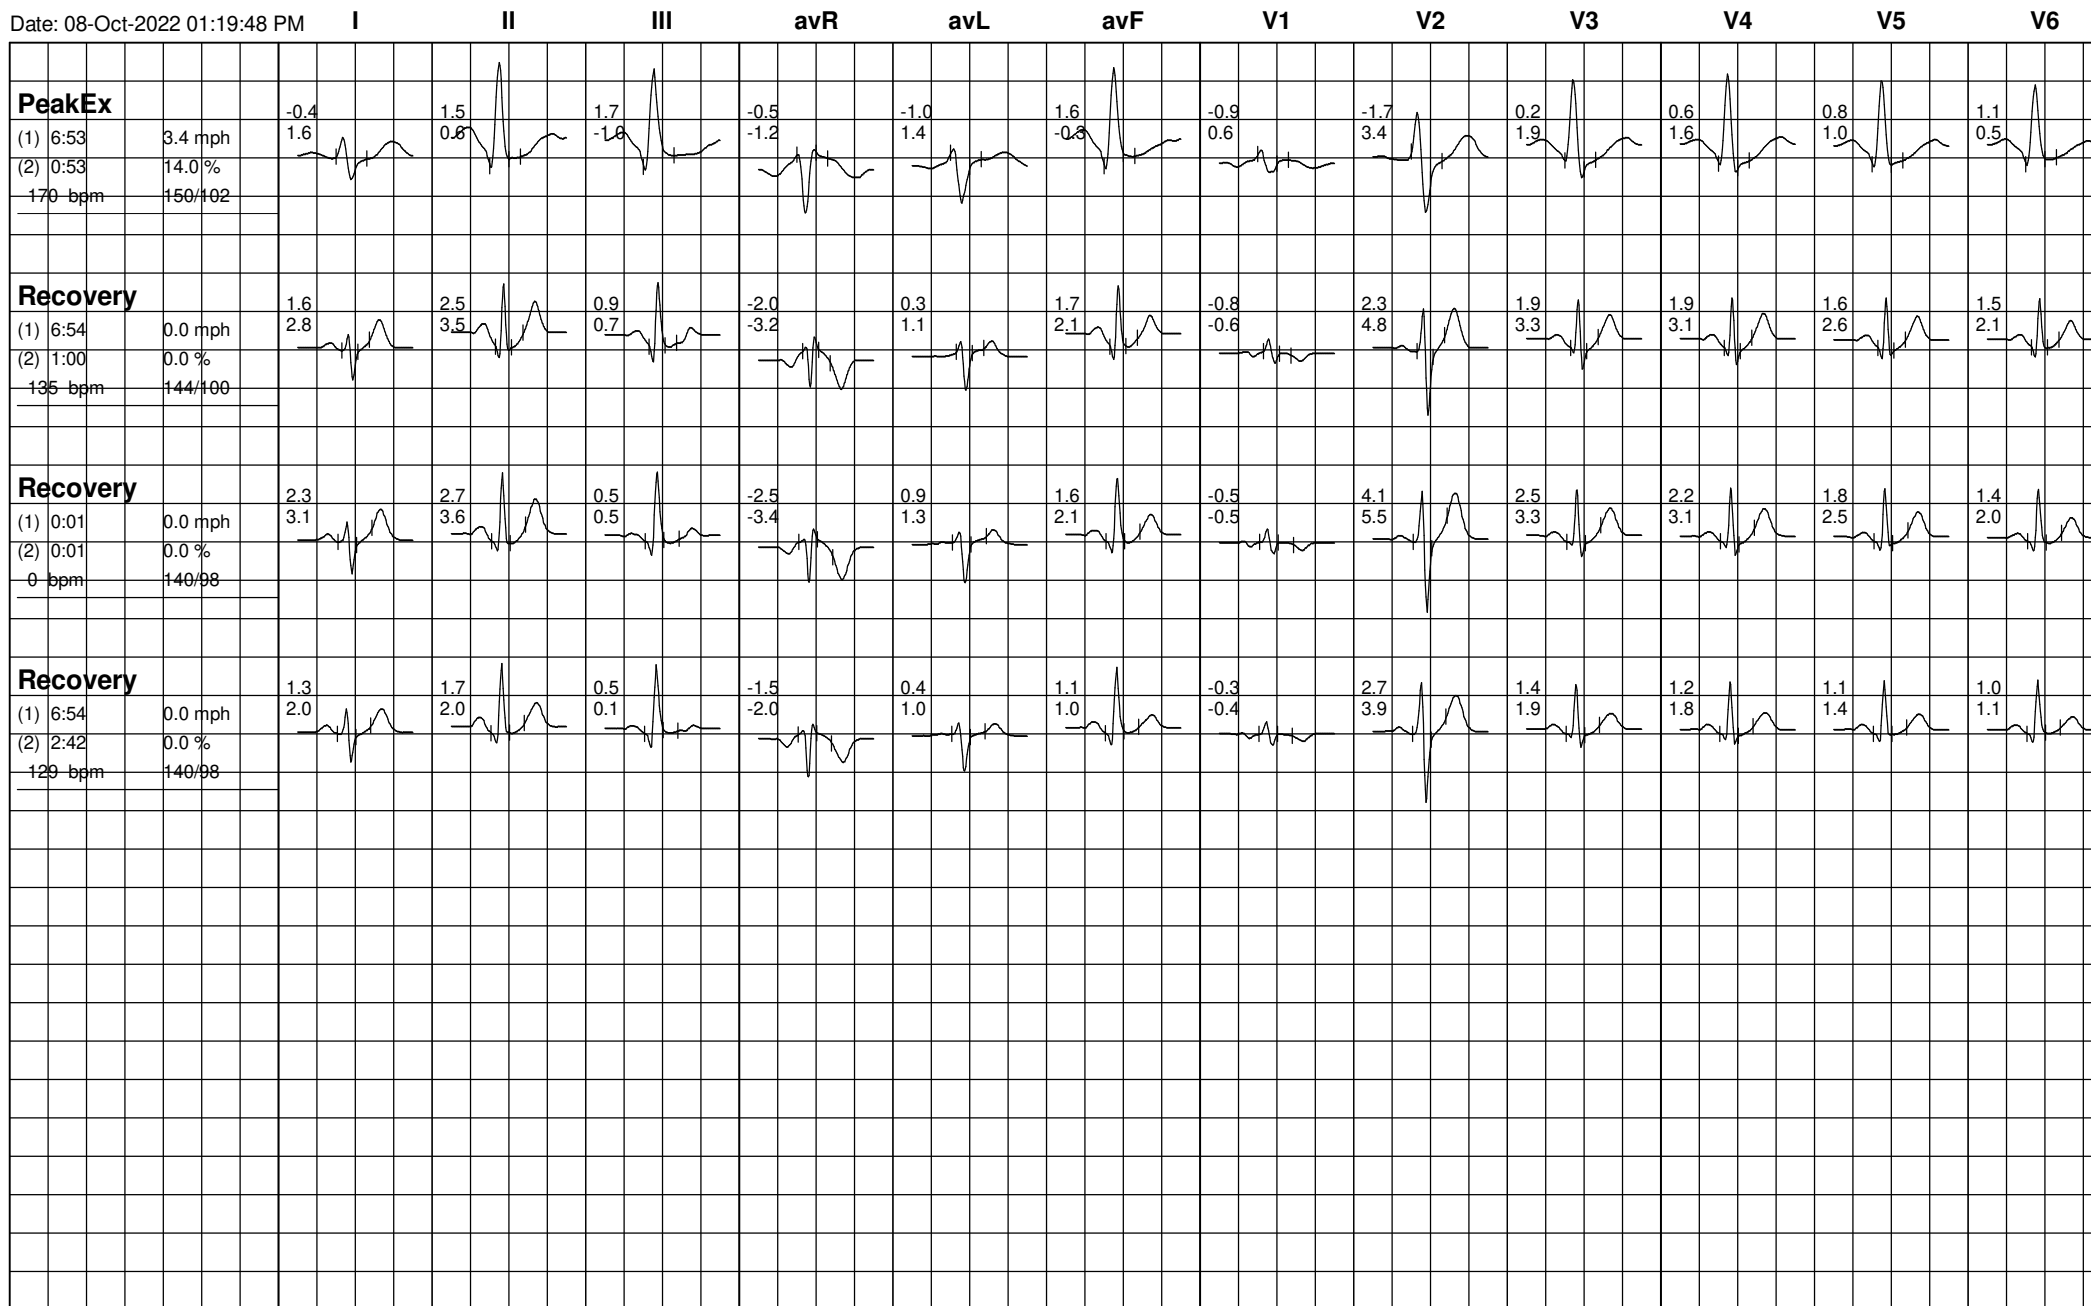 Date: 08-Oct-2022 01:19:48 PM I II III avR avL avF V1 V2 V3 V4 V5 V6
PeakEx
-0.4 1.5 1.7 -0.5 -1.0 1.6 -0.9 -1.7 0.2 0.6 0.8 1.1
(1) 6:53 3.4 mph 1.6 0.6 -1.0 -1.2 1.4 -0.3 0.6 3.4 1.9 1.6 1.0 0.5
(2) 0:53 14.0 %
170 bpm 150/102
Recovery
1.6 2.5 0.9 -2.0 0.3 1.7 -0.8 2.3 1.9 1.9 1.6 1.5
(1) 6:54 0.0 mph 2.8 3.5 0.7 -3.2 1.1 2.1 -0.6 4.8 3.3 3.1 2.6 2.1
(2) 1:00 0.0 %
135 bpm 144/100
Recovery
2.3 2.7 0.5 -2.5 0.9 1.6 -0.5 4.1 2.5 2.2 1.8 1.4
(1) 0:01 0.0 mph 3.1 3.6 0.5 -3.4 1.3 2.1 -0.5 5.5 3.3 3.1 2.5 2.0
(2) 0:01 0.0 %
0 bpm 140/98
Recovery
1.3 1.7 0.5 -1.5 0.4 1.1 -0.3 2.7 1.4 1.2 1.1 1.0
(1) 6:54 0.0 mph 2.0 2.0 0.1 -2.0 1.0 1.0 -0.4 3.9 1.9 1.8 1.4 1.1
(2) 2:42 0.0 %
129 bpm 140/98